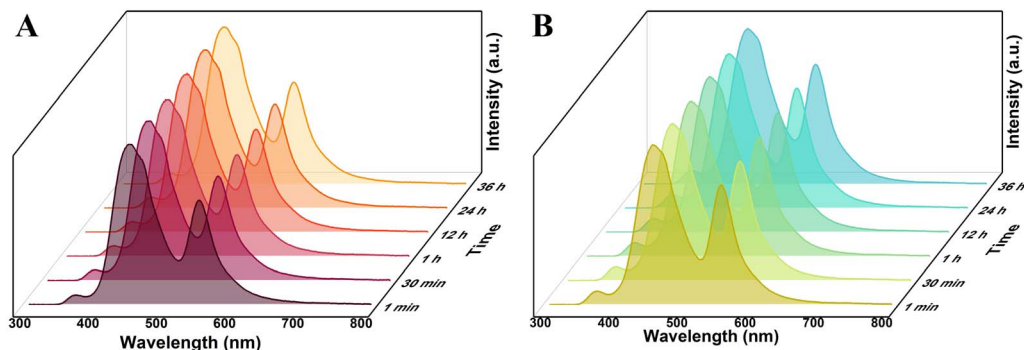 A
Intensity (a.u.)
36 h
24 h
12 h
1 h
30 min
1 min
Time
300 400 500 600 700 800
Wavelength (nm)
B
Intensity (a.u.)
36 h
24 h
12 h
1 h
30 min
1 min
Time
300 400 500 600 700 800
Wavelength (nm)